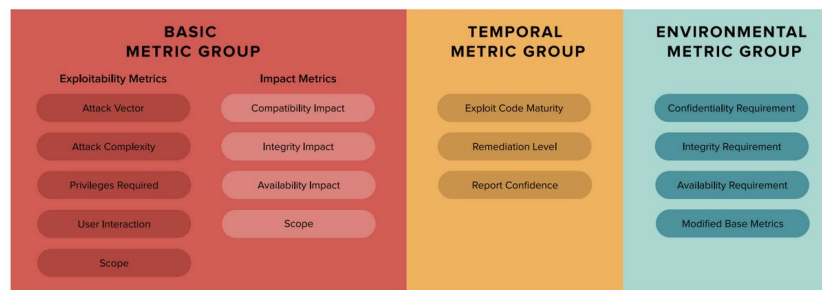 BASIC
METRIC GROUP
Exploitability Metrics
Attack Vector
Attack Complexity
Privileges Required
User Interaction
Scope
Impact Metrics
Compatibility Impact
Integrity Impact
Availability Impact
Scope
TEMPORAL
METRIC GROUP
Exploit Code Maturity
Remediation Level
Report Confidence
ENVIRONMENTAL
METRIC GROUP
Confidentiality Requirement
Integrity Requirement
Availability Requirement
Modified Base Metrics